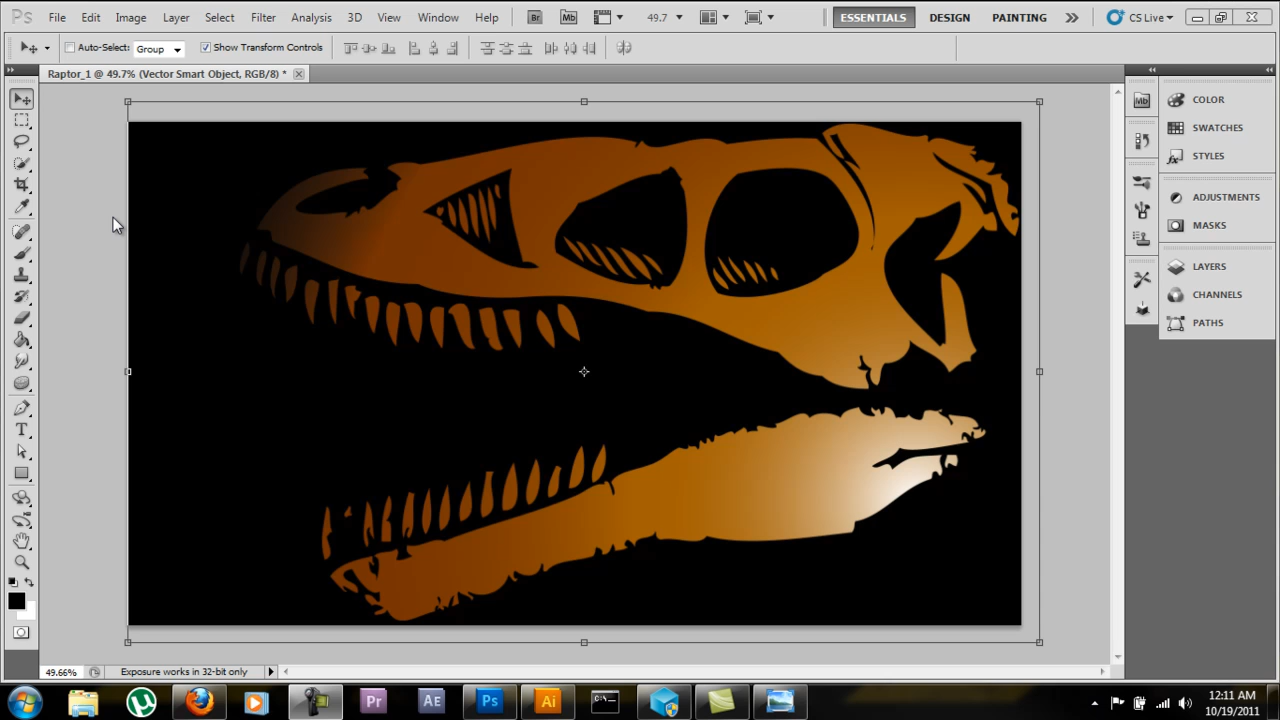 Ps File Edit Image Layer Select Filter Analysis 3D View Window Help Br Mb 49.7 ESSENTIALS DESIGN PAINTING CS Live
Auto-Select: Group Show Transform Controls
Raptor_1 @ 49.7% (Vector Smart Object, RGB/8) *
Mb COLOR
SWATCHES
STYLES
ADJUSTMENTS
MASKS
LAYERS
CHANNELS
PATHS
T
49.66% Exposure works in 32-bit only
Pr AE Ps Ai C:\_ 12:11 AM
10/19/2011